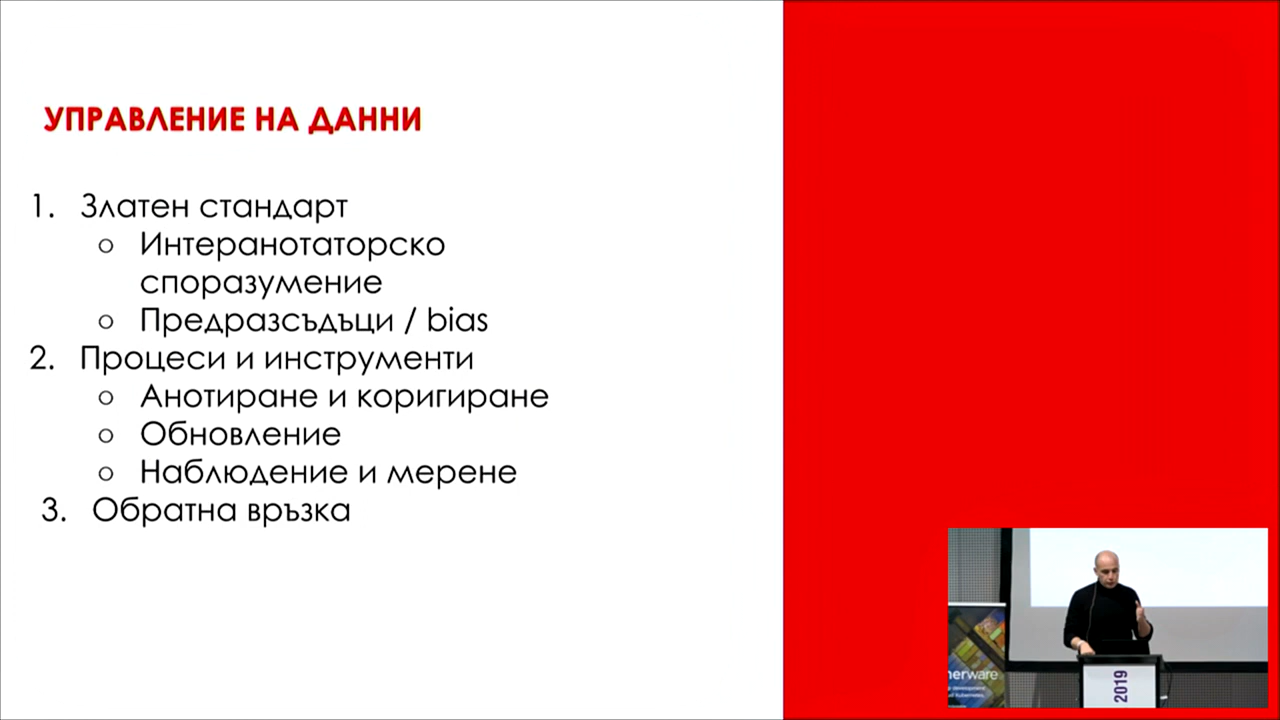 УПРАВЛЕНИЕ НА ДАННИ
1. Златен стандарт
○ Интеранотаторско
споразумение
○ Предразсъдъци / bias
2. Процеси и инструменти
○ Анотиране и коригиране
○ Обновление
○ Наблюдение и мерене
3. Обратна връзка
nerware
2019